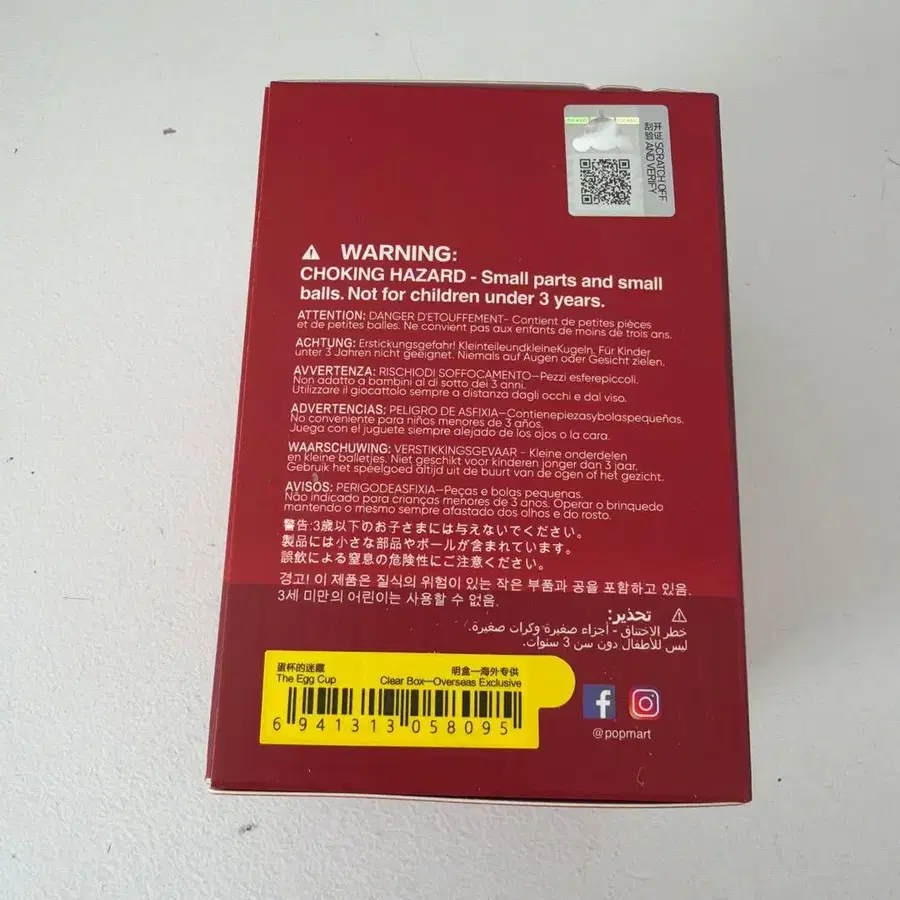 刮开
验证
SCRATCH OFF
AND VERIFY
WARNING:
CHOKING HAZARD - Small parts and small
balls. Not for children under 3 years.
ATTENTION: DANGER D'ETOUFFEMENT- Contient de petites pièces
et de petites balles. Ne convient pas aux enfants de moins de trois ans.
ACHTUNG: Erstickungsgefahr! KleinteileundkleineKugeln. Für Kinder
unter 3 Jahren nicht geeignet. Niemals auf Augen oder Gesicht zielen.
AVVERTENZA: RISCHIODI SOFFOCAMENTO—Pezzi esferepiccoli.
Non adatto a bambini al di sotto dei 3 anni.
Utilizzare il giocattolo sempre a distanza dagli occhi e dal viso.
ADVERTENCIAS: PELIGRO DE ASFIXIA—Contienepiezasybolaspequeñas.
No conveniente para niños menores de 3 años.
Juega con el juguete siempre alejado de los ojos o la cara.
WAARSCHUWING: VERSTIKKINGSGEVAAR - Kleine onderdelen
en kleine balletjes. Niet geschikt voor kinderen jonger dan 3 jaar.
Gebruik het speelgoed altijd uit de buurt van de ogen of het gezicht.
AVISOS: PERIGODEASFIXIA—Peças e bolas pequenas.
Não indicado para crianças menores de 3 anos. Operar o brinquedo
mantendo o mesmo sempre afastado dos olhos e do rosto.
警告:3歳以下のお子さまには与えないでください。
製品には小さな部品やボールが含まれています。
誤飲による窒息の危険性にご注意ください。
경고! 이 제품은 질식의 위험이 있는 작은 부품과 공을 포함하고 있음.
3세 미만의 어린이는 사용할 수 없음.
تحذير:
خطر الاختناق - أجزاء صغيرة وكرات صغيرة.
ليس للأطفال دون سن 3 سنوات.
蛋杯的迷藏 明盒—海外专供
The Egg Cup Clear Box—Overseas Exclusive
6 941313 058095
@popmart